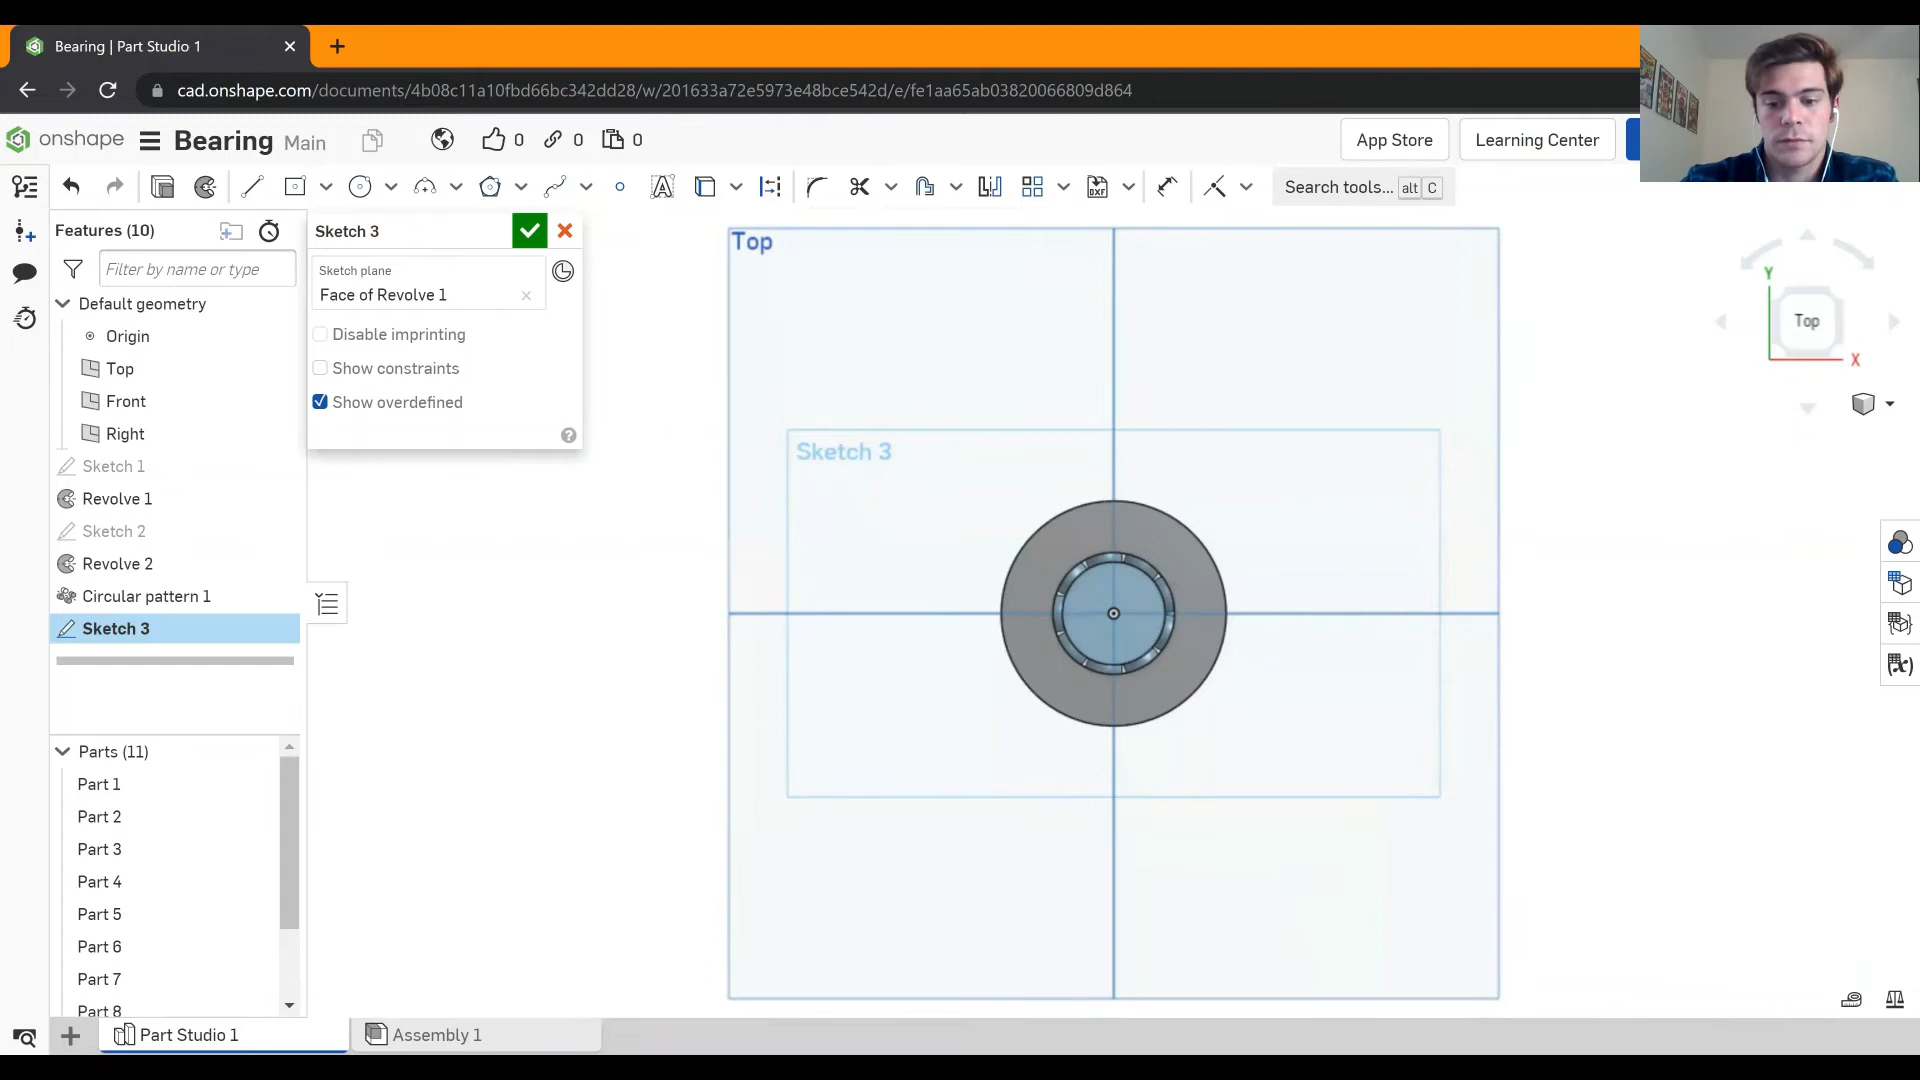 Bearing | Part Studio 1
cad.onshape.com/documents/4b08c11a10fbd66bc342dd28/w/201633a72e5973e48bce542d/e/fe1aa65ab03820066809d864
onshape Bearing Main 0 0 0 App Store Learning Center
Search tools... alt C
Features (10)
Filter by name or type
Default geometry
Origin
Top
Front
Right
Sketch 1
Revolve 1
Sketch 2
Revolve 2
Circular pattern 1
Sketch 3
Parts (11)
Part 1
Part 2
Part 3
Part 4
Part 5
Part 6
Part 7
Part 8
Sketch 3
Sketch plane
Face of Revolve 1
Disable imprinting
Show constraints
Show overdefined
Top
Sketch 3
Y
Top
X
(x)
Part Studio 1
Assembly 1